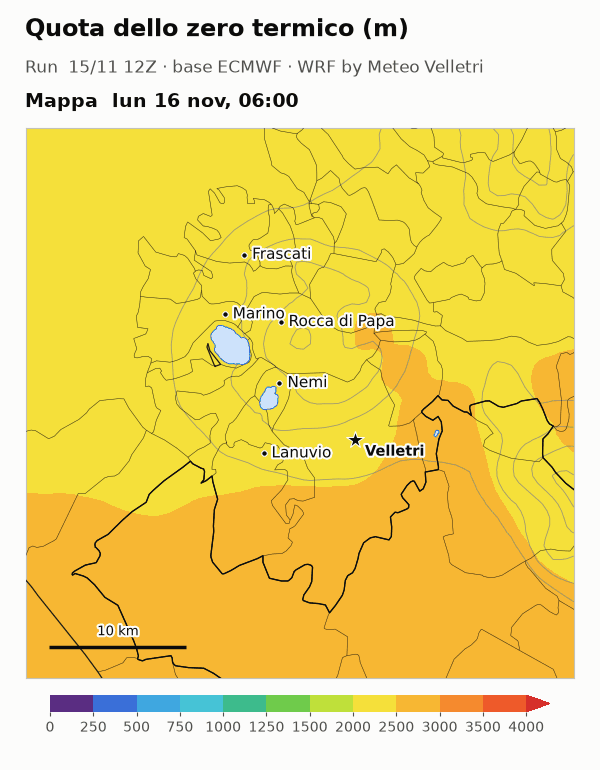 Quota dello zero termico (m)
Run  15/11 12Z · base ECMWF · WRF by Meteo Velletri
Mappa  lun 16 nov, 06:00
Frascati
Marino
Rocca di Papa
Nemi
Velletri
Lanuvio
10 km
0 250 500 750 1000 1250 1500 2000 2500 3000 3500 4000